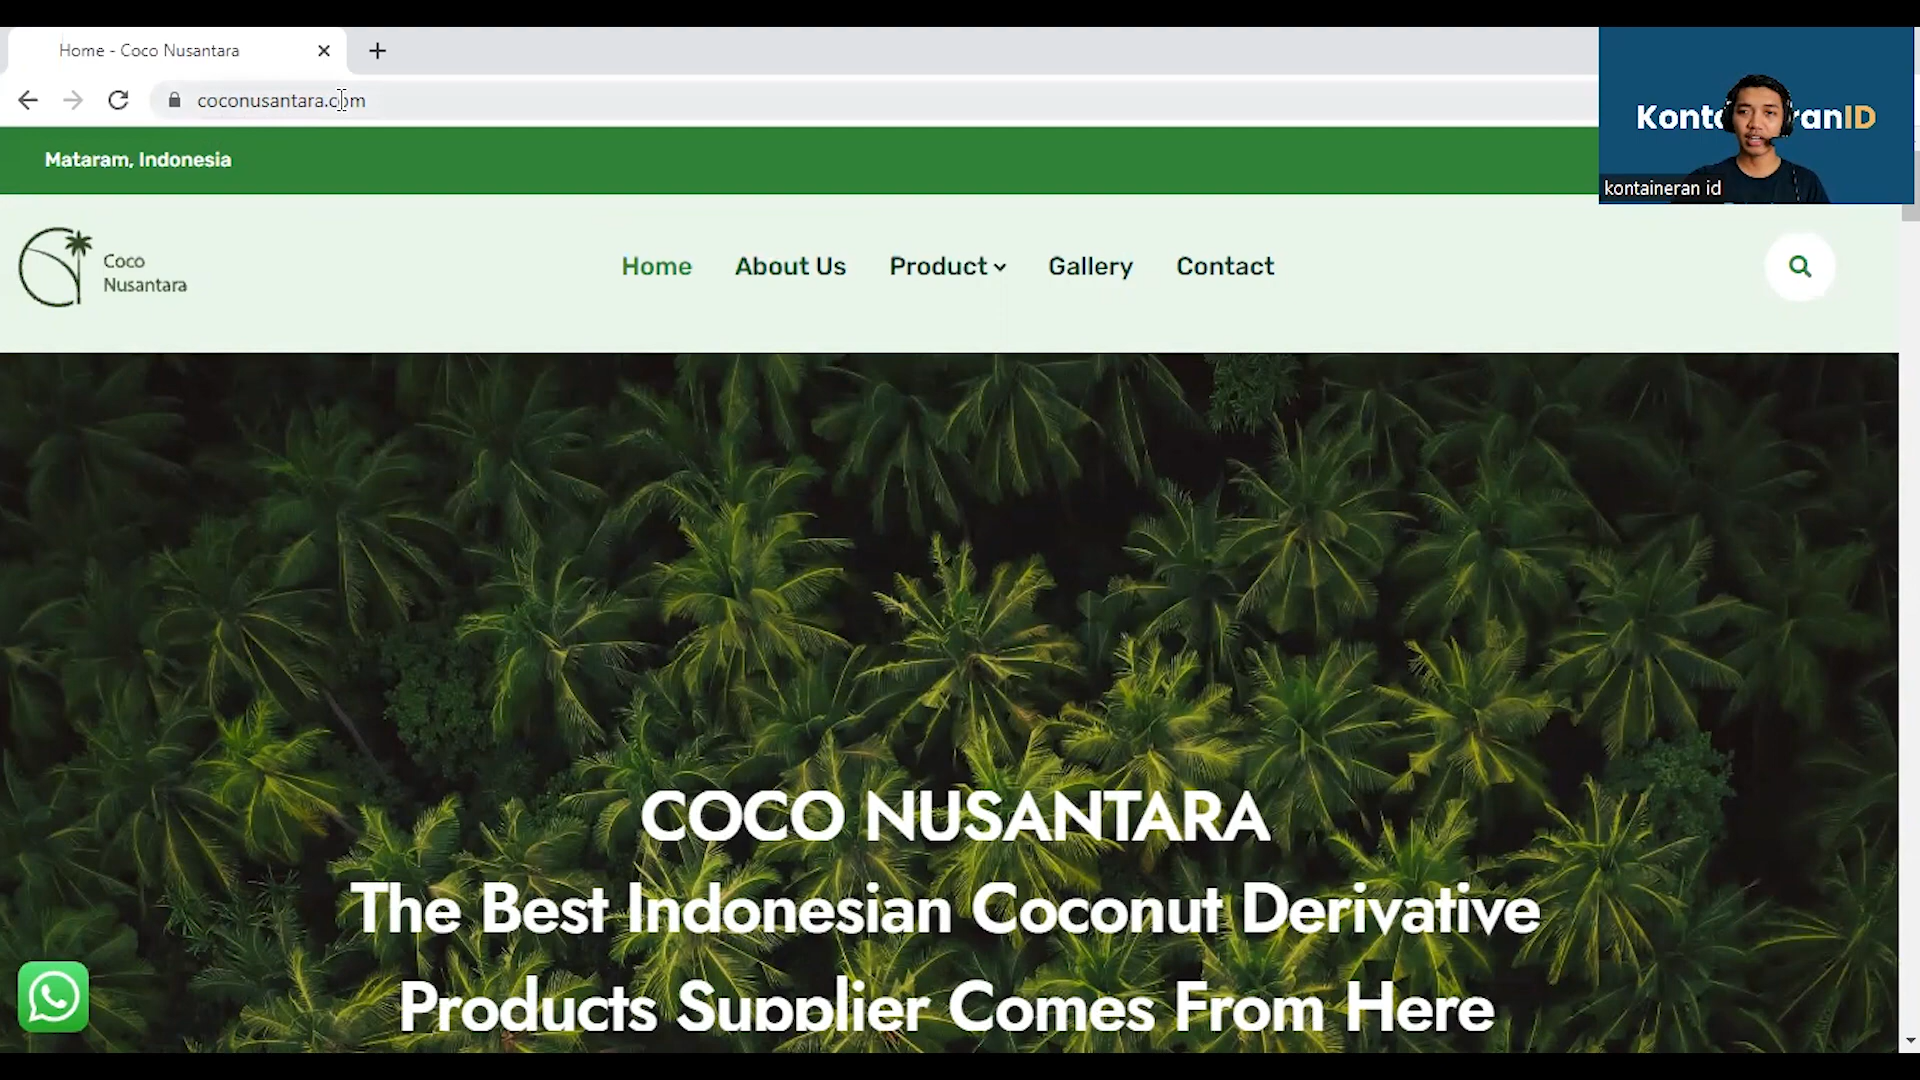 Home - Coco Nusantara
coconusantara.com
KontaineranID
kontaineran id
Mataram, Indonesia
Coco
Nusantara
Home About Us Product Gallery Contact
COCO NUSANTARA
The Best Indonesian Coconut Derivative
Products Supplier Comes From Here